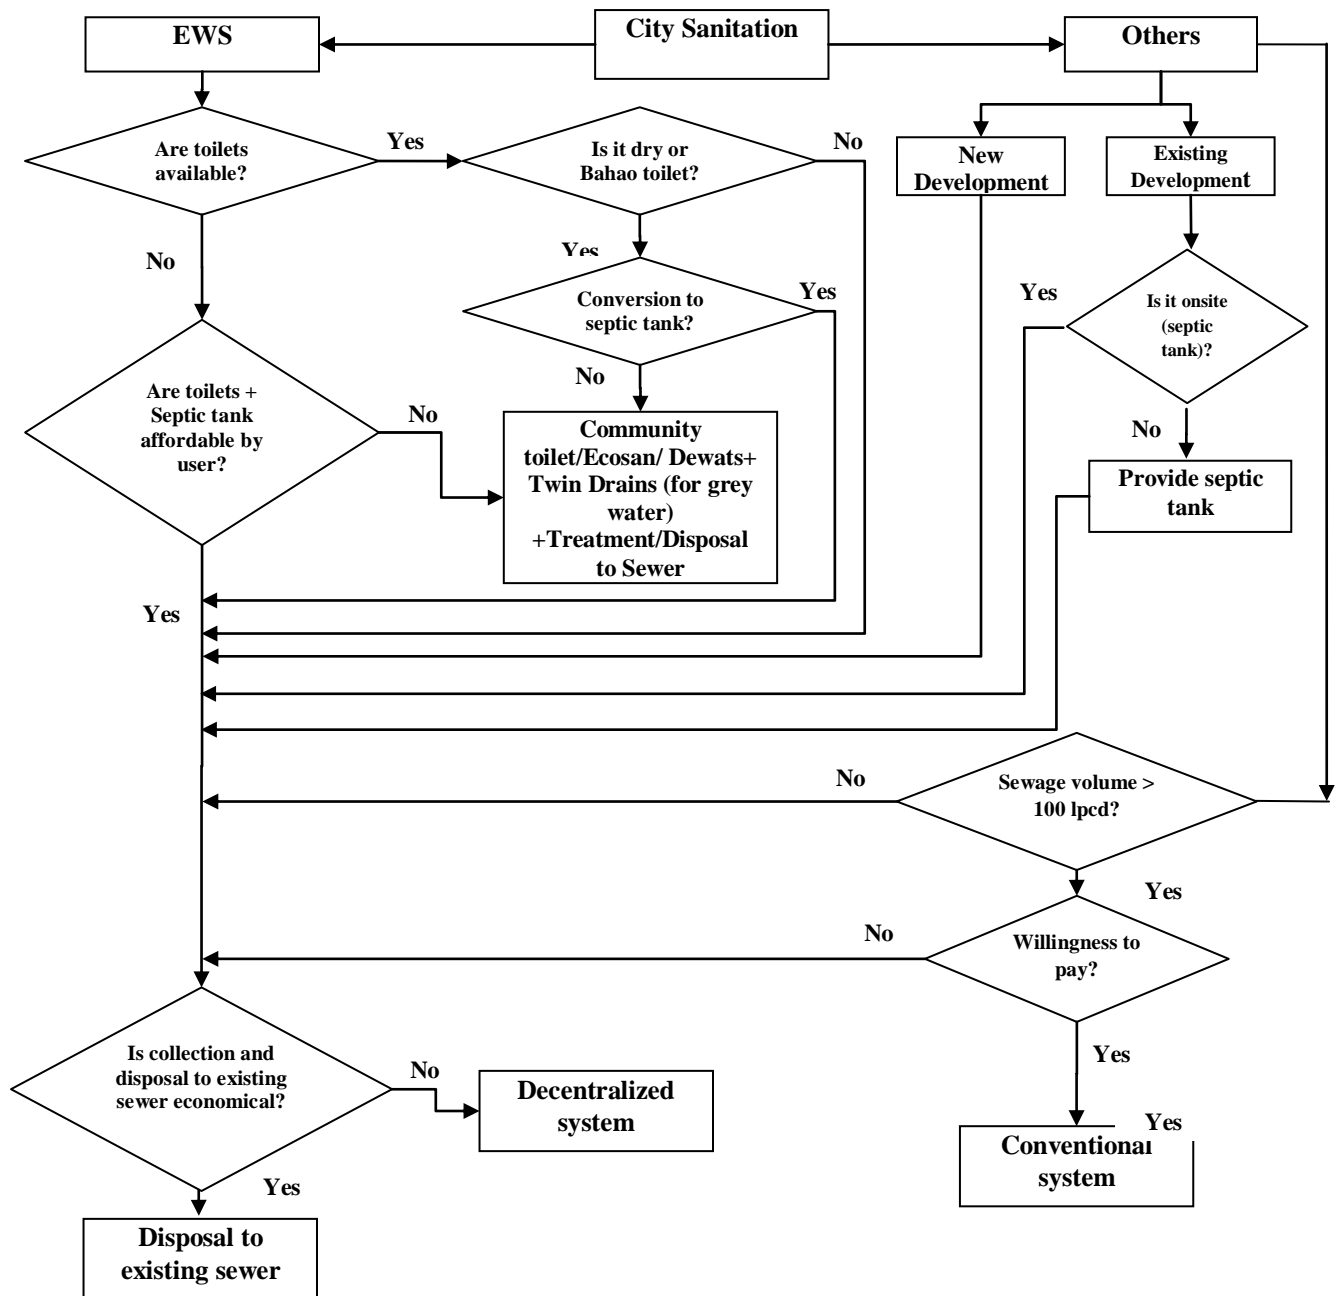 EWS
City Sanitation
Others
Are toilets
available?
Yes
Is it dry or
Bahao toilet?
No
New
Development
Existing
Development
No
Yes
Conversion to
septic tank?
Yes
Yes
Is it onsite
(septic
tank)?
Are toilets +
Septic tank
affordable by
user?
No
No
Community
toilet/Ecosan/ Dewats+
Twin Drains (for grey
water)
+Treatment/Disposal
to Sewer
No
Provide septic
tank
Yes
No
Sewage volume >
100 lpcd?
Yes
No
Willingness to
pay?
Is collection and
disposal to existing
sewer economical?
No
Decentralized
system
Yes
Yes
Conventional
system
Yes
Disposal to
existing sewer